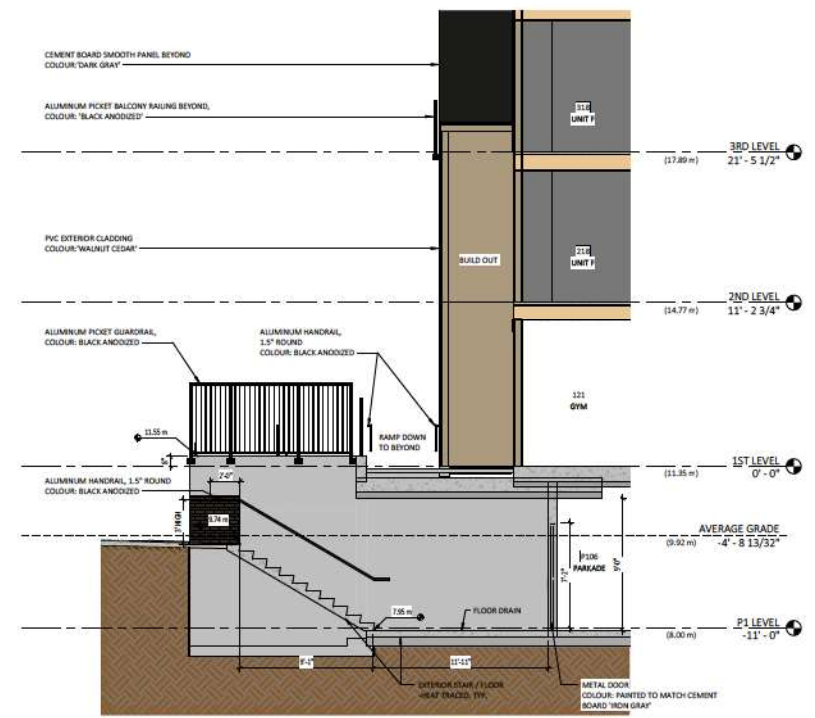 CEMENT BOARD SMOOTH PANEL BEYOND
COLOUR:'DARK GRAY'
ALUMINUM PICKET BALCONY RAILING BEYOND,
COLOUR: 'BLACK ANODIZED'
318
UNIT F
3RD LEVEL
(17.89 m) 21' - 5 1/2"
PVC EXTERIOR CLADDING
COLOUR:'WALNUT CEDAR'
BUILD OUT
218
UNIT F
2ND LEVEL
(14.77 m) 11' - 2 3/4"
ALUMINUM PICKET GUARDRAIL,
COLOUR: BLACK ANODIZED
ALUMINUM HANDRAIL,
1.5" ROUND
COLOUR: BLACK ANODIZED
121
GYM
11.55 m
RAMP DOWN
TO BEYOND
1ST LEVEL
(11.35 m) 0' - 0"
ALUMINUM HANDRAIL, 1.5" ROUND
COLOUR: BLACK ANODIZED
2'-0"
3' HIGH
9.74 m
AVERAGE GRADE
(9.92 m) -4' - 8 13/32"
P106
PARKADE
7'-2"
9'-0"
7.95 m
FLOOR DRAIN
P1 LEVEL
(8.00 m) -11' - 0"
11'-11"
EXTERIOR STAIR / FLOOR
-HEAT TRACED, TYP.
METAL DOOR
COLOUR: PAINTED TO MATCH CEMENT
BOARD 'IRON GRAY'